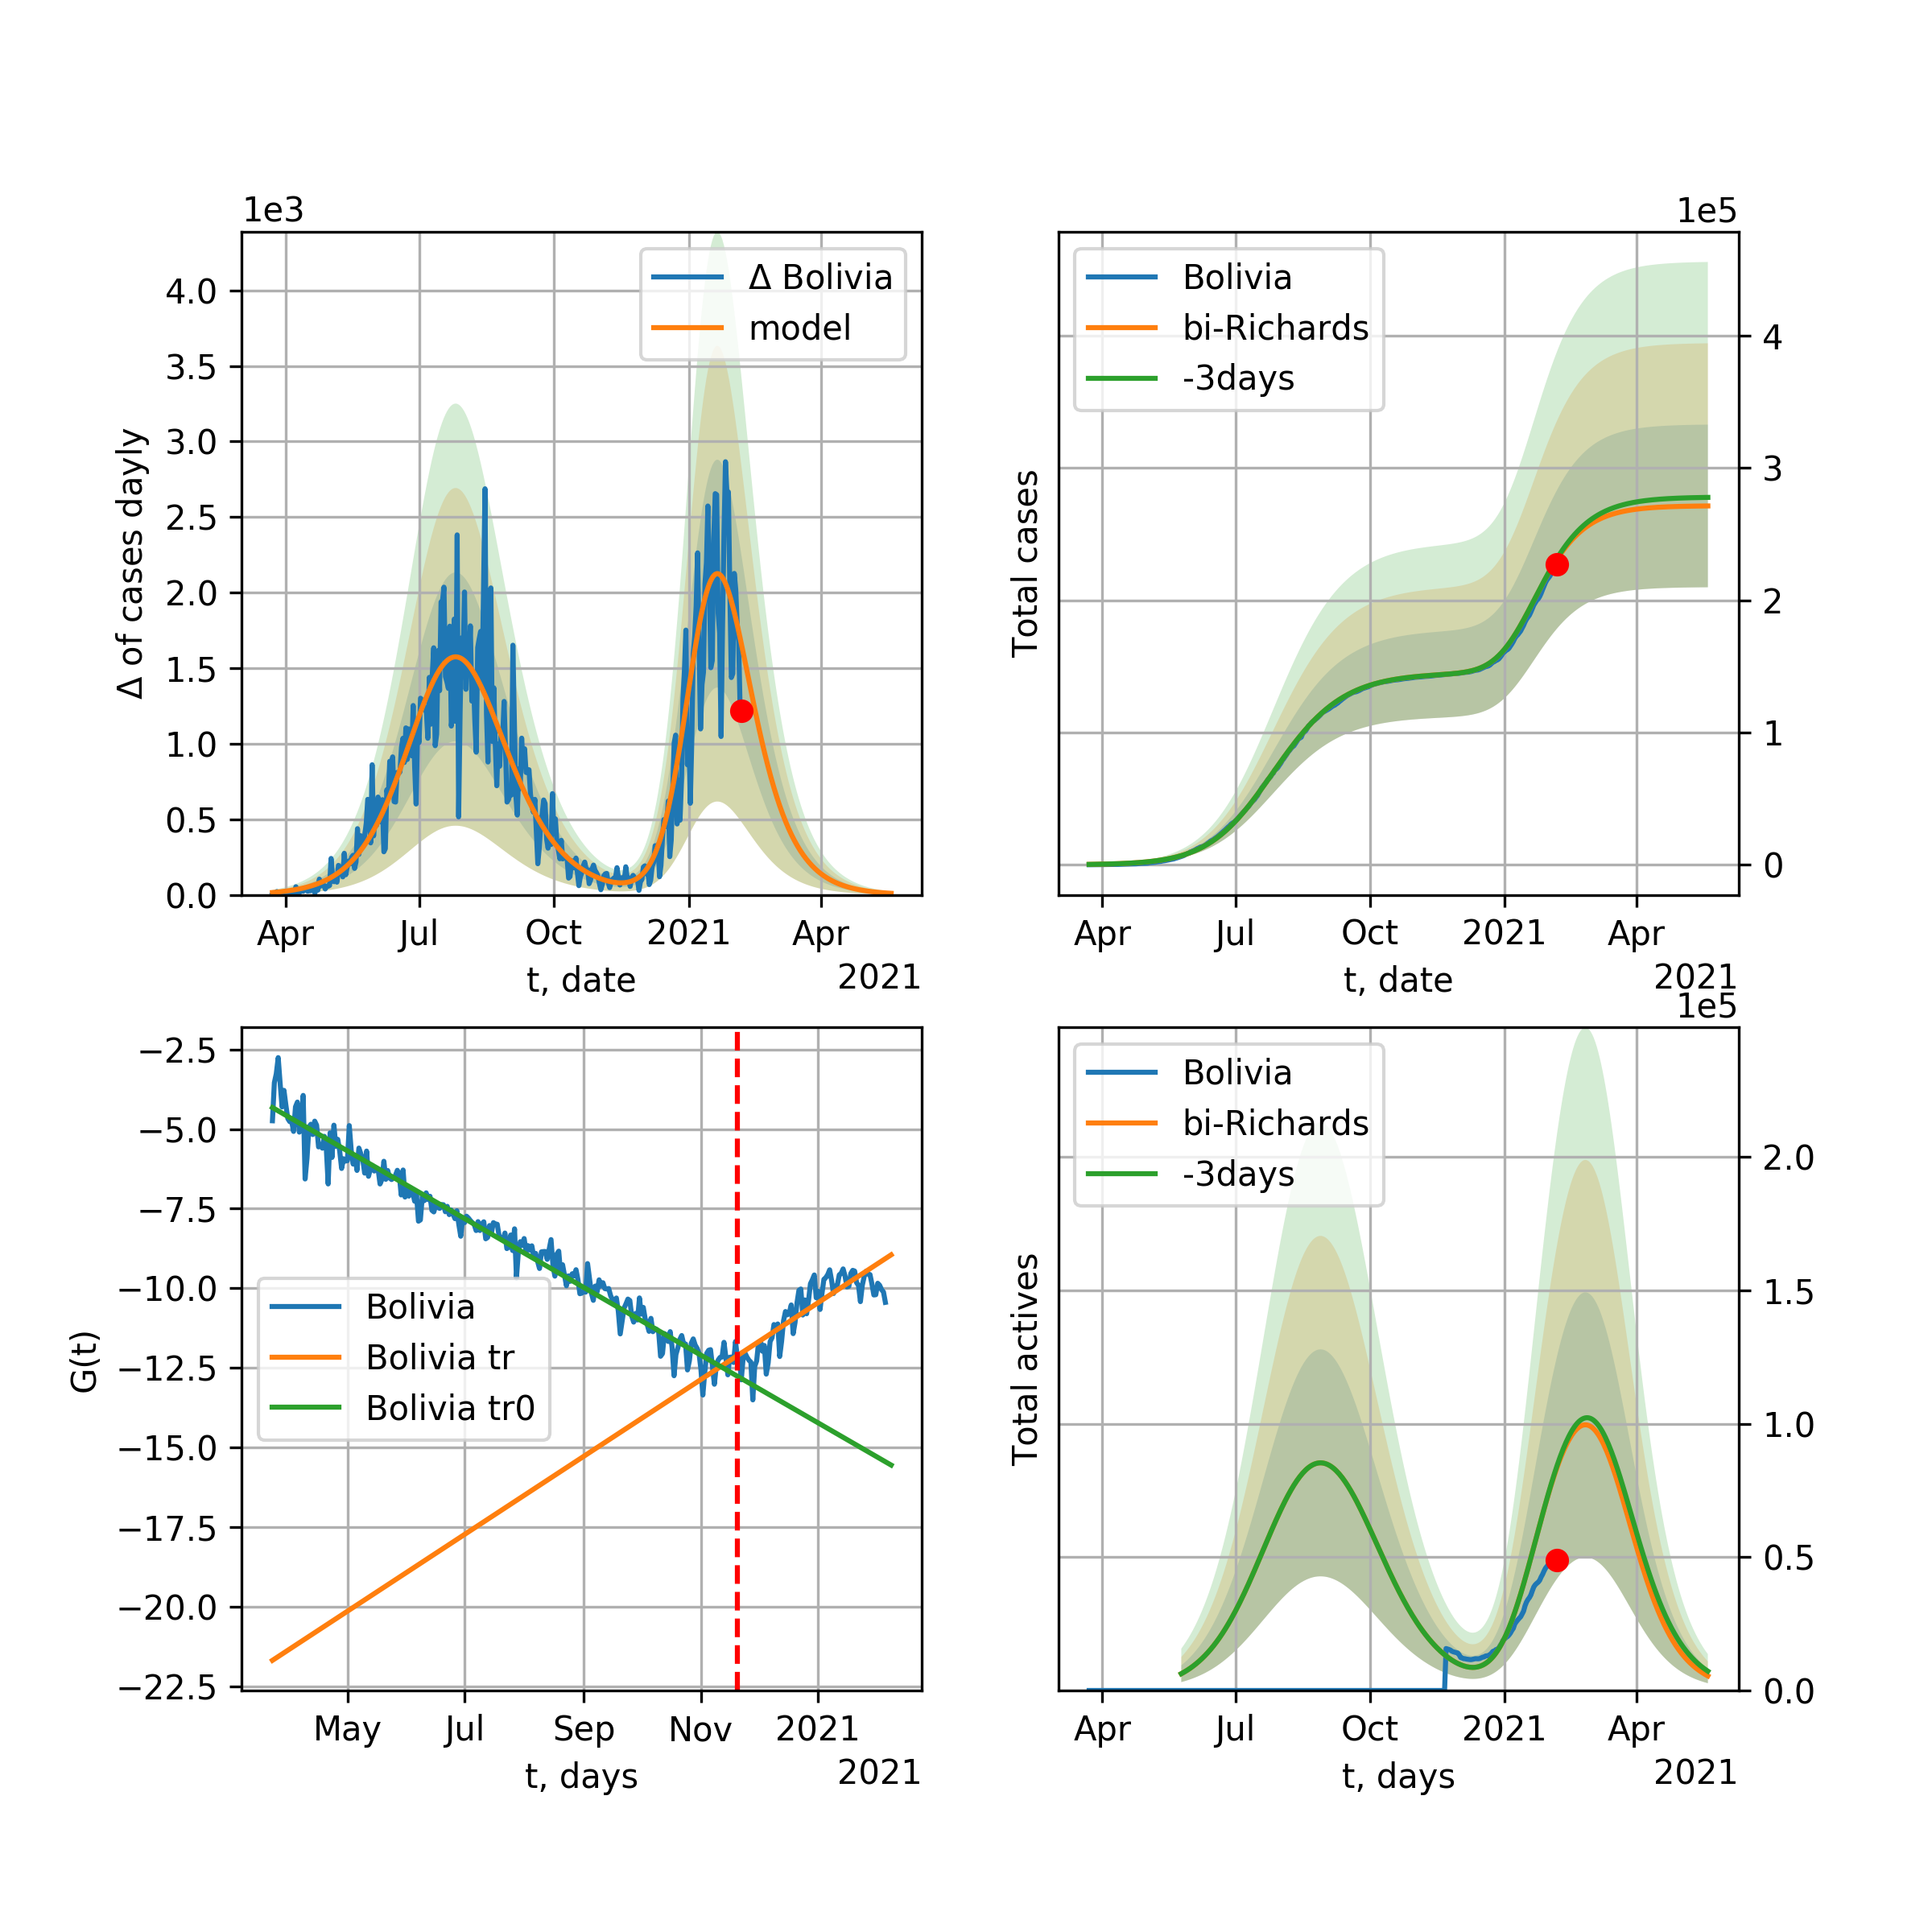 1e3
Δ of cases dayly
4.0
3.5
3.0
2.5
2.0
1.5
1.0
0.5
0.0
Δ Bolivia
model
Apr Jul Oct 2021 Apr
t, date
2021
1e5
Total cases
Bolivia
bi-Richards
-3days
4
3
2
1
0
Apr Jul Oct 2021 Apr
t, date
2021
G(t)
−2.5
−5.0
−7.5
−10.0
−12.5
−15.0
−17.5
−20.0
−22.5
Bolivia
Bolivia tr
Bolivia tr0
May Jul Sep Nov 2021
t, days
2021
1e5
Total actives
Bolivia
bi-Richards
-3days
2.0
1.5
1.0
0.5
0.0
Apr Jul Oct 2021 Apr
t, days
2021